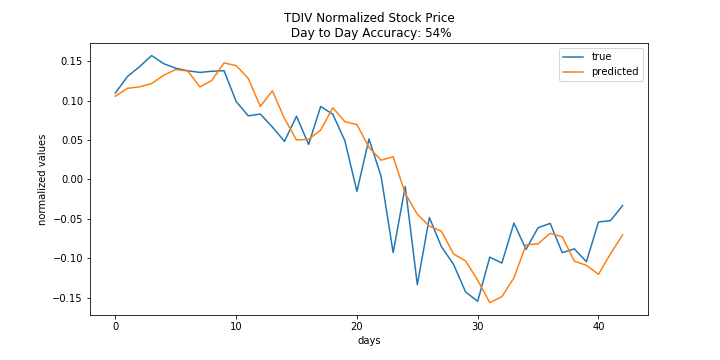 TDIV Normalized Stock Price
Day to Day Accuracy: 54%
true
predicted
normalized values
0.15
0.10
0.05
0.00
−0.05
−0.10
−0.15
0
10
20
30
40
days